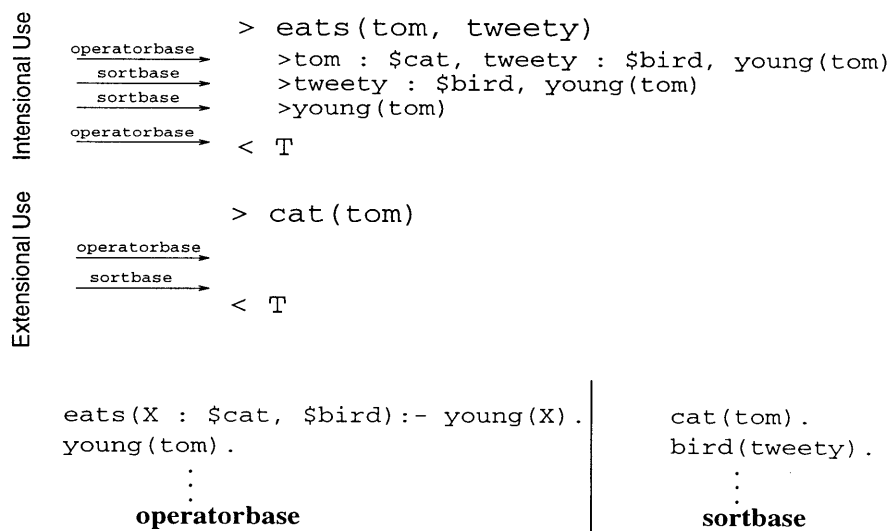 Intensional Use
> eats(tom, tweety)
operatorbase
>tom : $cat, tweety : $bird, young(tom)
sortbase
>tweety : $bird, young(tom)
sortbase
>young(tom)
operatorbase
< T
Extensional Use
> cat(tom)
operatorbase
sortbase
< T
eats(X : $cat, $bird):- young(X).
young(tom).
operatorbase
cat(tom).
bird(tweety).
sortbase